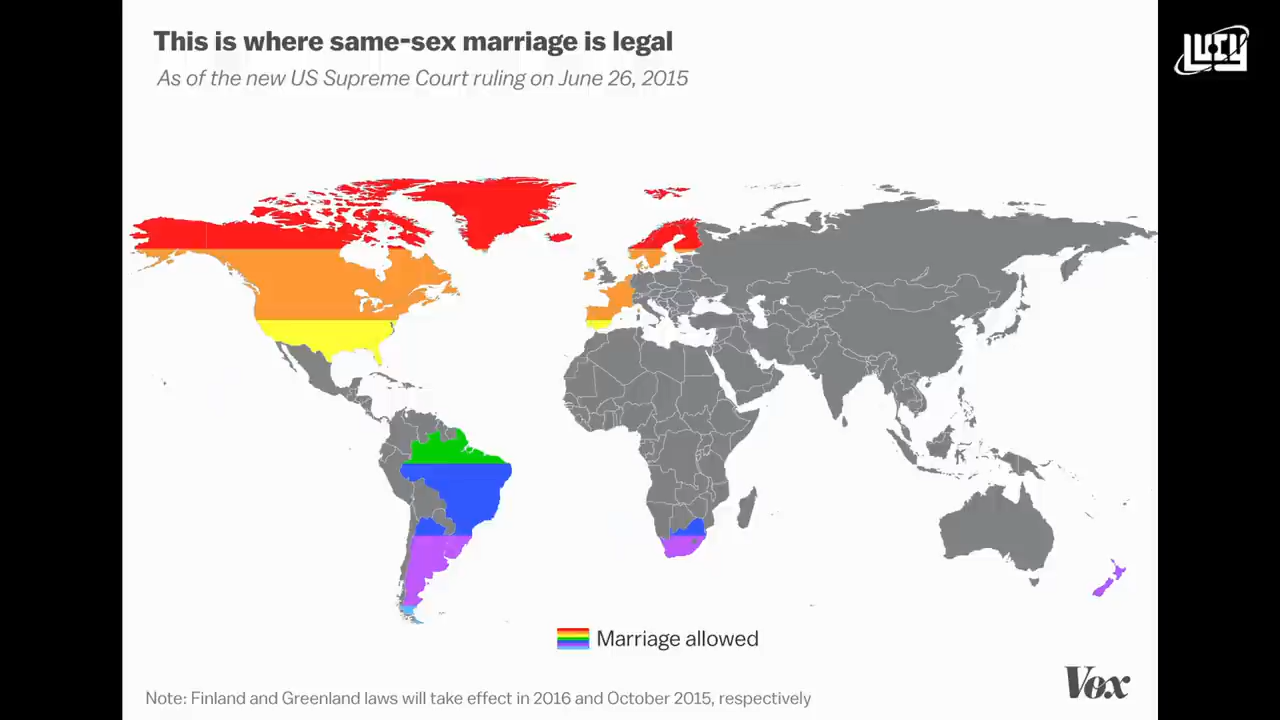 This is where same-sex marriage is legal
LUCY
As of the new US Supreme Court ruling on June 26, 2015
Marriage allowed
Vox
Note: Finland and Greenland laws will take effect in 2016 and October 2015, respectively